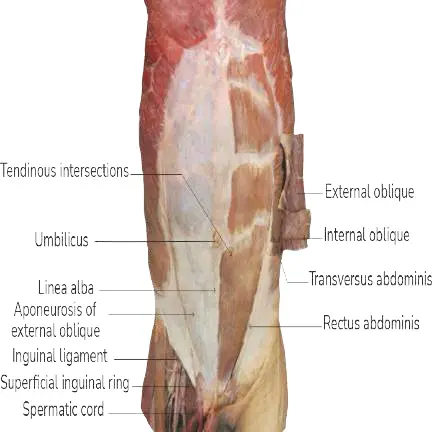 Tendinous intersections
Umbilicus
Linea alba
Aponeurosis of
external oblique
Inguinal ligament
Superficial inguinal ring
Spermatic cord
External oblique
Internal oblique
Transversus abdominis
Rectus abdominis